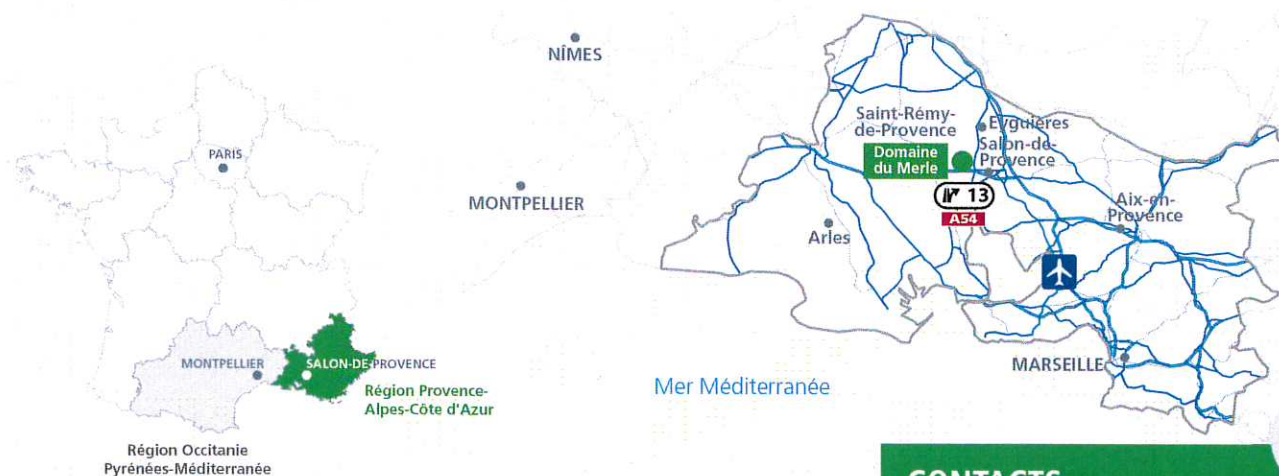 PARIS
MONTPELLIER
SALON-DE-PROVENCE
Région Provence-
Alpes-Côte d'Azur
Région Occitanie
Pyrénées-Méditerranée
NÎMES
MONTPELLIER
Saint-Rémy-
de-Provence
Eyguières
Salon-de-
Provence
Domaine
du Merle
13
A54
Arles
Aix-en-
Provence
MARSEILLE
Mer Méditerranée
CONTACTS